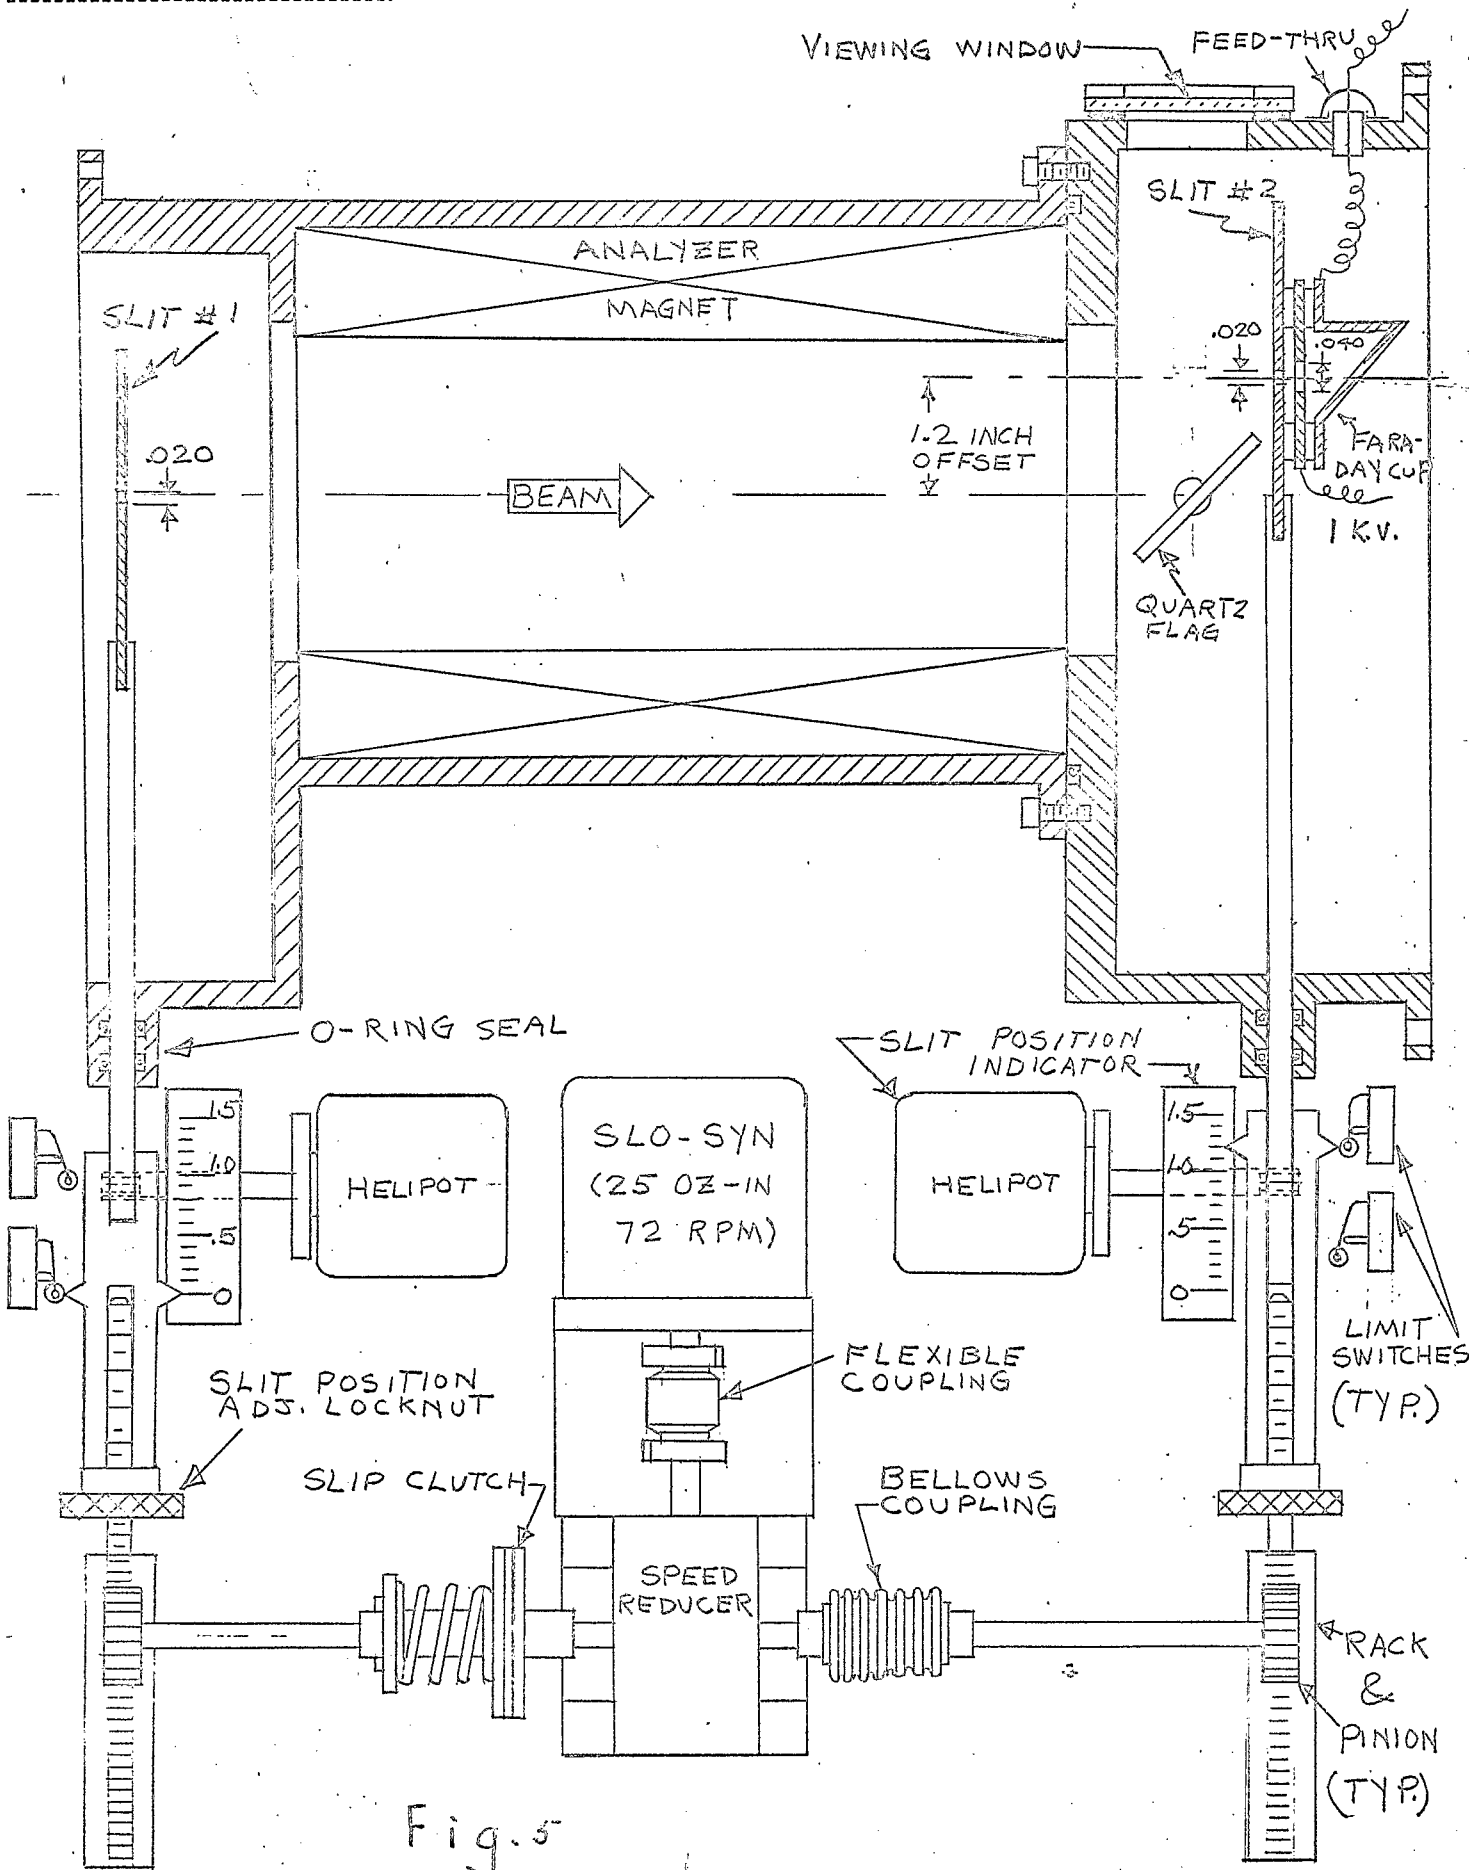 VIEWING WINDOW
FEED-THRU
SLIT #2
ANALYZER
MAGNET
SLIT #1
.020
.040
.020
1.2 INCH
OFFSET
FARA-
DAY CUP
BEAM
1 K.V.
QUARTZ
FLAG
O-RING SEAL
SLIT POSITION
INDICATOR
1.5
1.0
.5
0
HELIPOT
SLO-SYN
(25 OZ-IN
72 RPM)
HELIPOT
1.5
1.0
.5
0
LIMIT
SWITCHES
(TYP.)
FLEXIBLE
COUPLING
SLIT POSITION
ADJ. LOCKNUT
SLIP CLUTCH
BELLOWS
COUPLING
SPEED
REDUCER
RACK
&
PINION
(TYP.)
Fig. 5